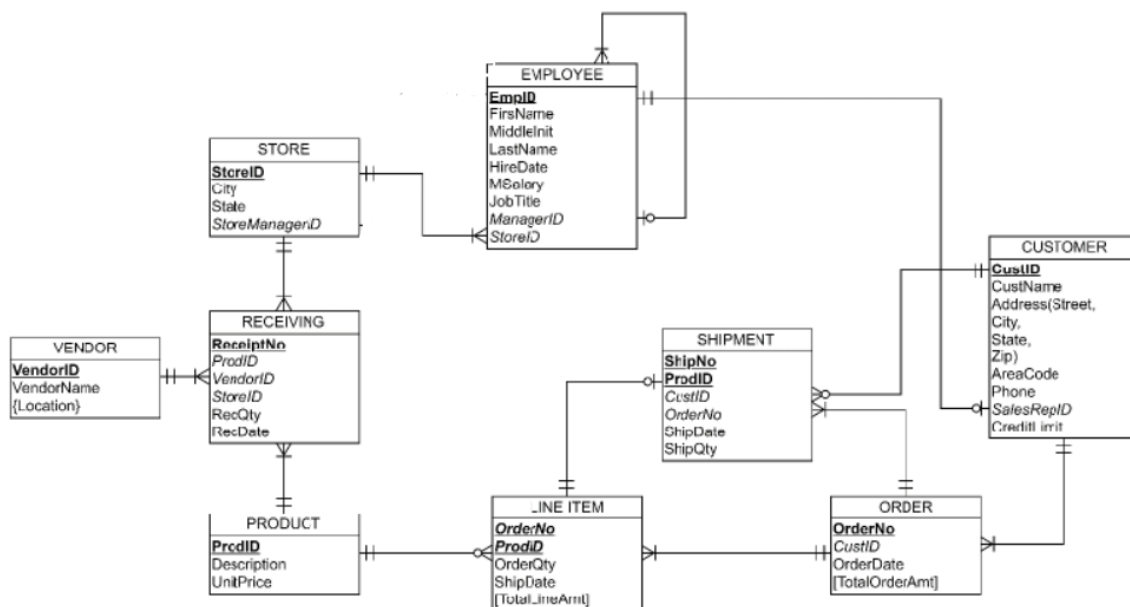 EMPLOYEE
EmpID
FirsName
MiddleInit
LastName
HireDate
MSalary
JobTitle
ManagerID
StoreID
STORE
StoreID
City
State
StoreManagerID
CUSTOMER
CustID
CustName
Address(Street,
City,
State,
Zip)
AreaCode
Phone
SalesRepID
CreditLimit
RECEIVING
ReceiptNo
ProdID
VendorID
StoreID
RecQty
RecDate
VENDOR
VendorID
VendorName
{Location}
SHIPMENT
ShipNo
ProdID
CustID
OrderNo
ShipDate
ShipQty
PRODUCT
ProdID
Description
UnitPrice
LINE ITEM
OrderNo
ProdID
OrderQty
ShipDate
[TotalLineAmt]
ORDER
OrderNo
CustID
OrderDate
[TotalOrderAmt]